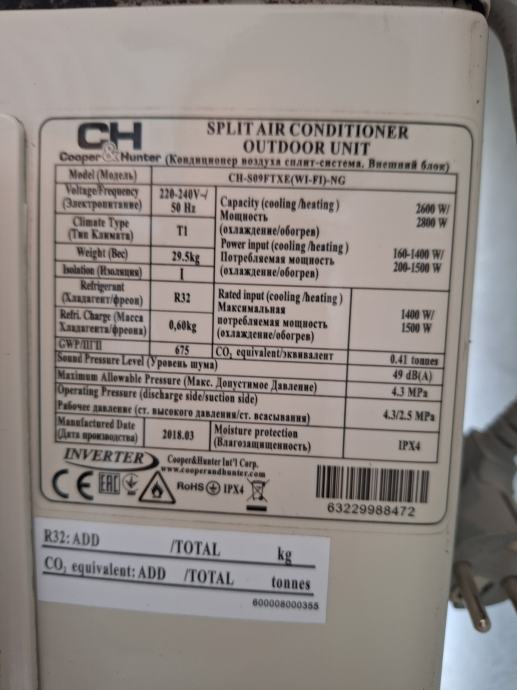 CH
Cooper&Hunter
SPLIT AIR CONDITIONER
OUTDOOR UNIT
(Кондиционер воздуха сплит-система. Внешний блок)
Model (Модель) CH-S09FTXE(WI-FI)-NG
Voltage/Frequency (Электропитание) 220-240V~/ 50 Hz
Capacity (cooling /heating) Мощность (охлаждение/обогрев) 2600 W/ 2800 W
Climate Type (Тип Климата) T1
Power input (cooling /heating) Потребляемая мощность (охлаждение/обогрев) 160-1400 W/ 200-1500 W
Weight (Вес) 29.5kg
Isolation (Изоляция) I
Refrigerant (Хладагент/фреон) R32
Rated input (cooling /heating) Максимальная потребляемая мощность (охлаждение/обогрев) 1400 W/ 1500 W
Refri. Charge (Масса Хладагента/фреона) 0,60kg
GWP/ПГП 675
CO₂ equivalent/эквивалент 0.41 tonnes
Sound Pressure Level (Уровень шума) 49 dB(A)
Maximum Allowable Pressure (Макс. Допустимое Давление) 4.3 MPa
Operating Pressure (discharge side/suction side)
Рабочее давление (ст. высокого давления/ст. всасывания) 4.3/2.5 MPa
Manufactured Date (Дата производства) 2018.03
Moisture protection (Влагозащищенность) IPX4
INVERTER
Cooper&Hunter Int'l Corp.
www.cooperandhunter.com
CE EAC RoHS IPX4
63229988472
R32: ADD /TOTAL kg
CO₂ equivalent: ADD /TOTAL tonnes
600008000355